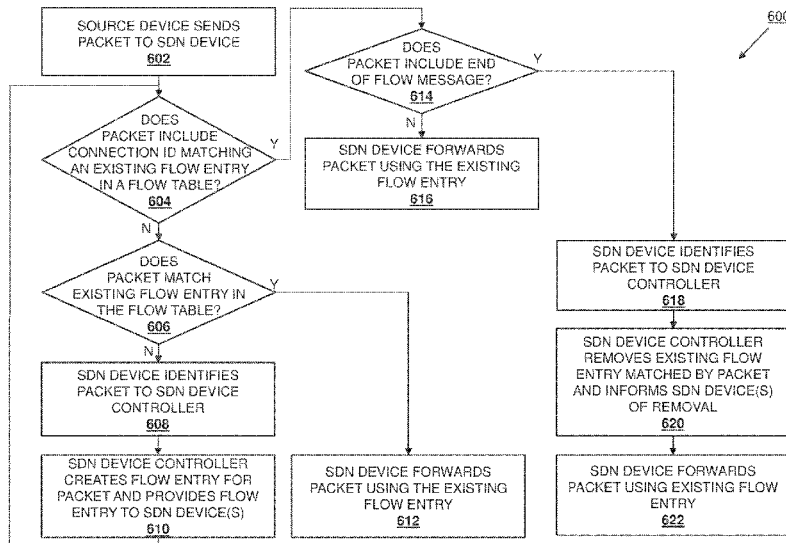 600
SOURCE DEVICE SENDS
PACKET TO SDN DEVICE
602
DOES
PACKET INCLUDE
CONNECTION ID MATCHING
AN EXISTING FLOW ENTRY
IN A FLOW TABLE?
604
Y
N
DOES
PACKET MATCH
EXISTING FLOW ENTRY IN
THE FLOW TABLE?
606
Y
N
SDN DEVICE IDENTIFIES
PACKET TO SDN DEVICE
CONTROLLER
608
SDN DEVICE CONTROLLER
CREATES FLOW ENTRY FOR
PACKET AND PROVIDES FLOW
ENTRY TO SDN DEVICE(S)
610
DOES
PACKET INCLUDE END
OF FLOW MESSAGE?
614
Y
N
SDN DEVICE FORWARDS
PACKET USING THE EXISTING
FLOW ENTRY
616
SDN DEVICE FORWARDS
PACKET USING THE EXISTING
FLOW ENTRY
612
SDN DEVICE IDENTIFIES
PACKET TO SDN DEVICE
CONTROLLER
618
SDN DEVICE CONTROLLER
REMOVES EXISTING FLOW
ENTRY MATCHED BY PACKET
AND INFORMS SDN DEVICE(S)
OF REMOVAL
620
SDN DEVICE FORWARDS
PACKET USING EXISTING FLOW
ENTRY
622